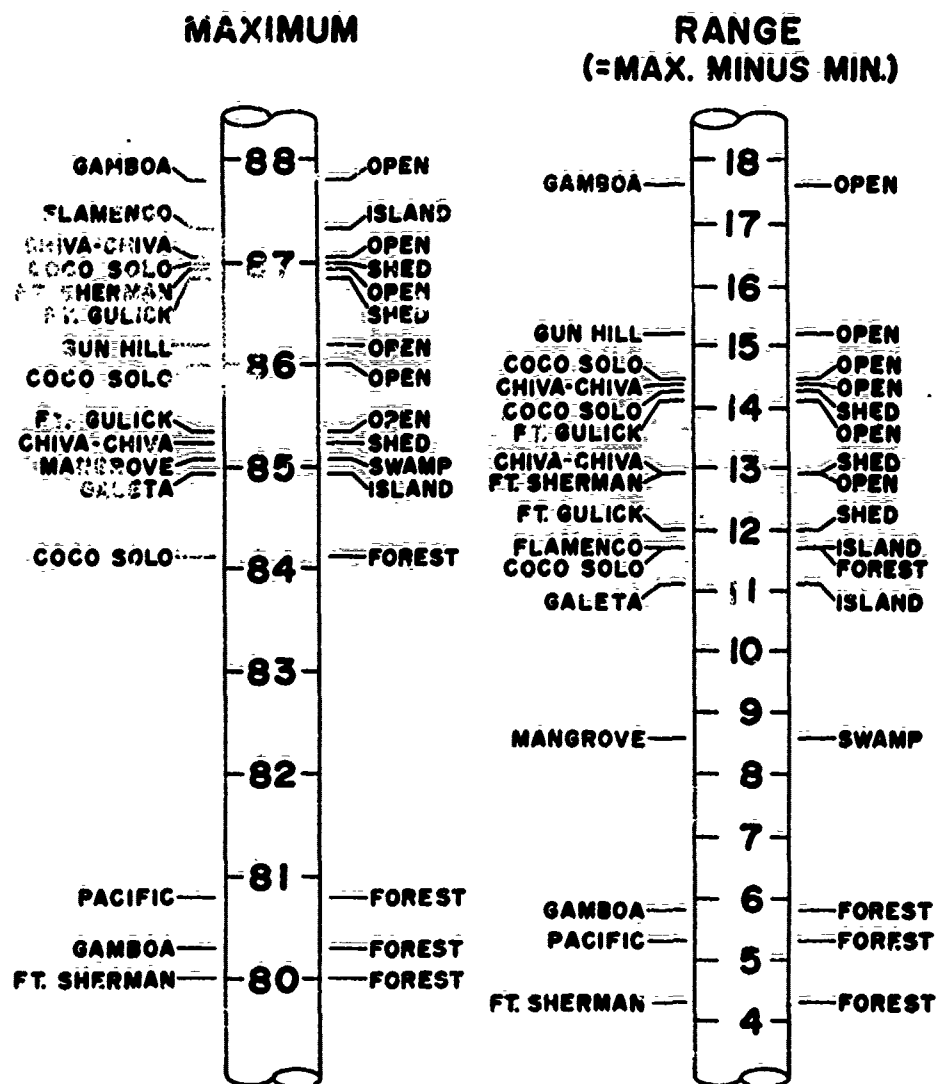 MAXIMUM
GAMBOA 88 OPEN
FLAMENCO ISLAND
CHIVA-CHIVA OPEN
COCO SOLO 87 SHED
FT. SHERMAN OPEN
FT. GULICK SHED
GUN HILL OPEN
COCO SOLO 86 OPEN
FT. GULICK OPEN
CHIVA-CHIVA SHED
MANGROVE 85 SWAMP
GALETA ISLAND
COCO SOLO FOREST
84
83
82
81
PACIFIC FOREST
GAMBOA FOREST
FT. SHERMAN 80 FOREST
RANGE
(=MAX. MINUS MIN.)
18
GAMBOA OPEN
17
16
GUN HILL 15 OPEN
COCO SOLO OPEN
CHIVA-CHIVA OPEN
COCO SOLO 14 SHED
FT. GULICK OPEN
CHIVA-CHIVA 13 SHED
FT. SHERMAN OPEN
FT. GULICK 12 SHED
FLAMENCO ISLAND
COCO SOLO FOREST
GALETA 11 ISLAND
10
9
MANGROVE SWAMP
8
7
6
GAMBOA FOREST
PACIFIC FOREST
5
FT. SHERMAN FOREST
4